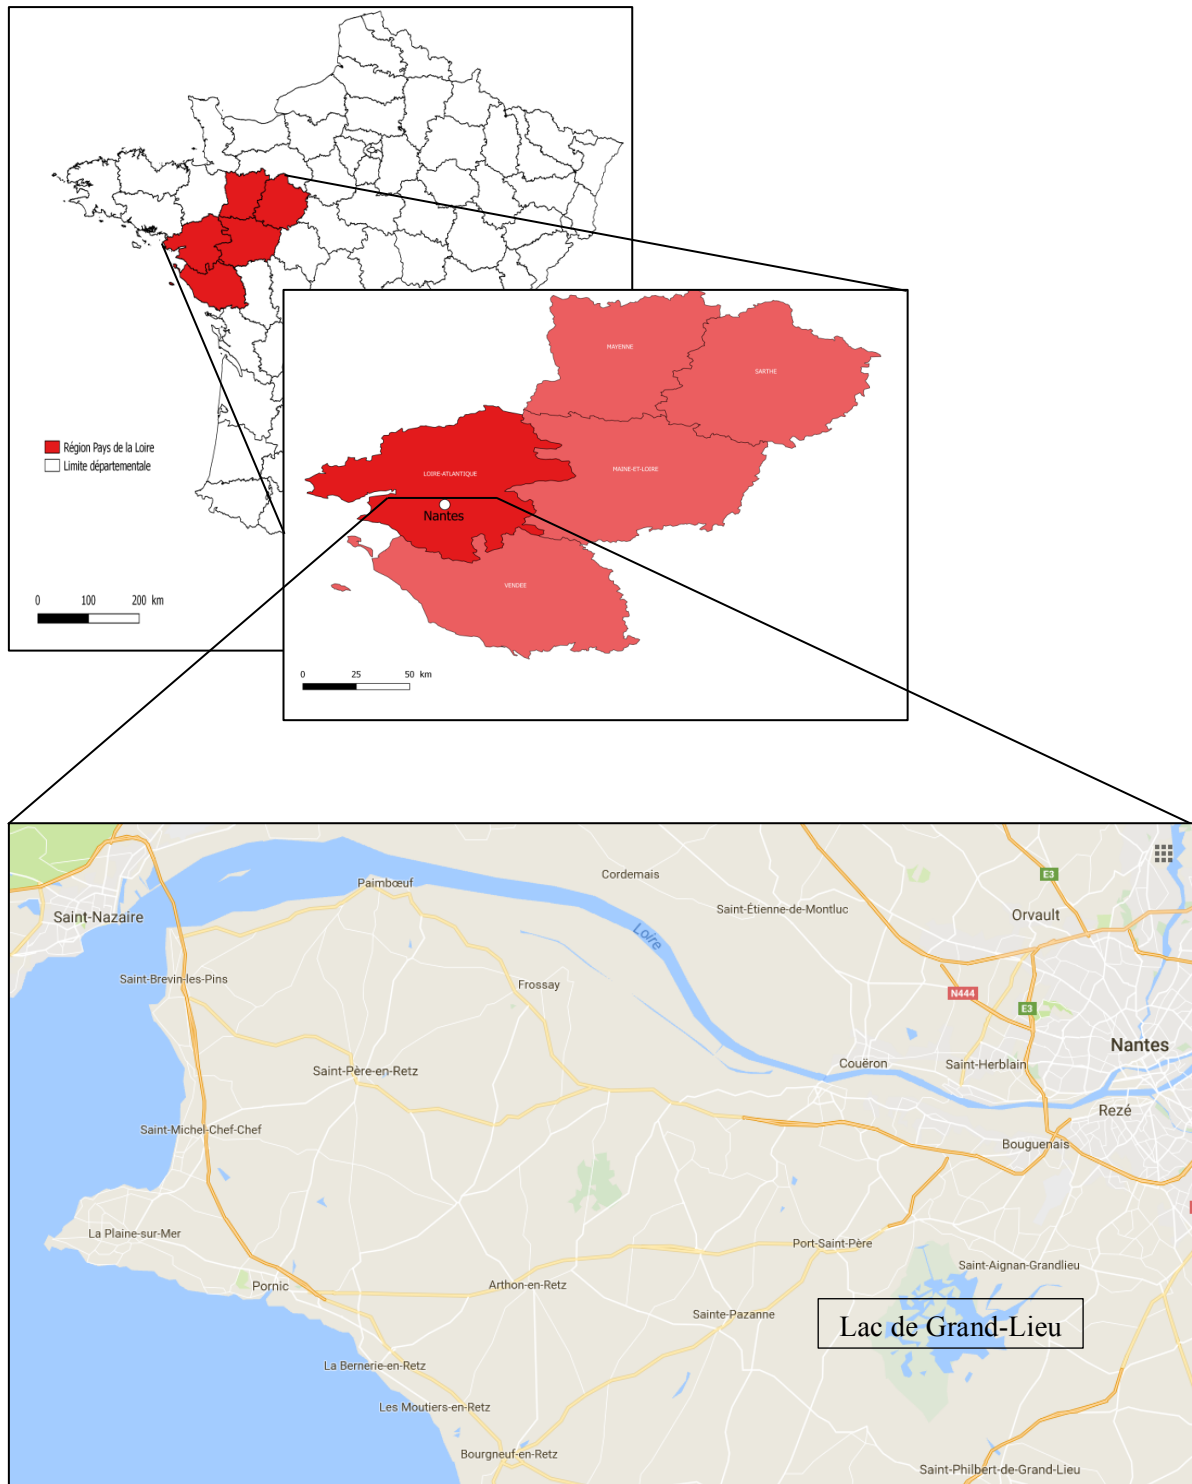 Région Pays de la Loire
Limite départementale
0 100 200 km
MAYENNE
SARTHE
LOIRE-ATLANTIQUE
MAINE-ET-LOIRE
Nantes
VENDEE
0 25 50 km
Cordemais
E3
Paimbœuf
Saint-Étienne-de-Montluc
Orvault
Saint-Nazaire
Loire
Saint-Brevin-les-Pins
Frossay
N444
E3
Nantes
Couëron
Saint-Herblain
Saint-Père-en-Retz
Rezé
Saint-Michel-Chef-Chef
Bouguenais
La Plaine-sur-Mer
Port-Saint-Père
Saint-Aignan-Grandlieu
Pornic
Arthon-en-Retz
Sainte-Pazanne
Lac de Grand-Lieu
La Bernerie-en-Retz
Les Moutiers-en-Retz
Bourgneuf-en-Retz
Saint-Philbert-de-Grand-Lieu